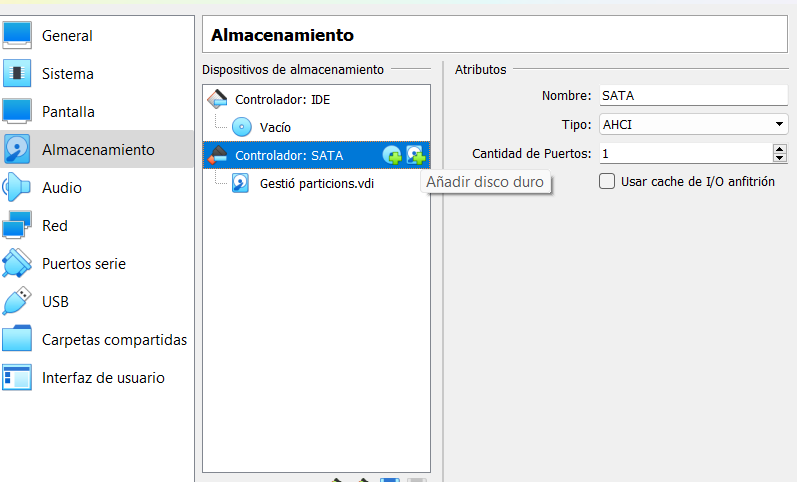 General
Sistema
Pantalla
Almacenamiento
Audio
Red
Puertos serie
USB
Carpetas compartidas
Interfaz de usuario
Almacenamiento
Dispositivos de almacenamiento
Controlador: IDE
Vacío
Controlador: SATA
Gestió particions.vdi
Añadir disco duro
Atributos
Nombre: SATA
Tipo: AHCI
Cantidad de Puertos: 1
Usar cache de I/O anfitrión